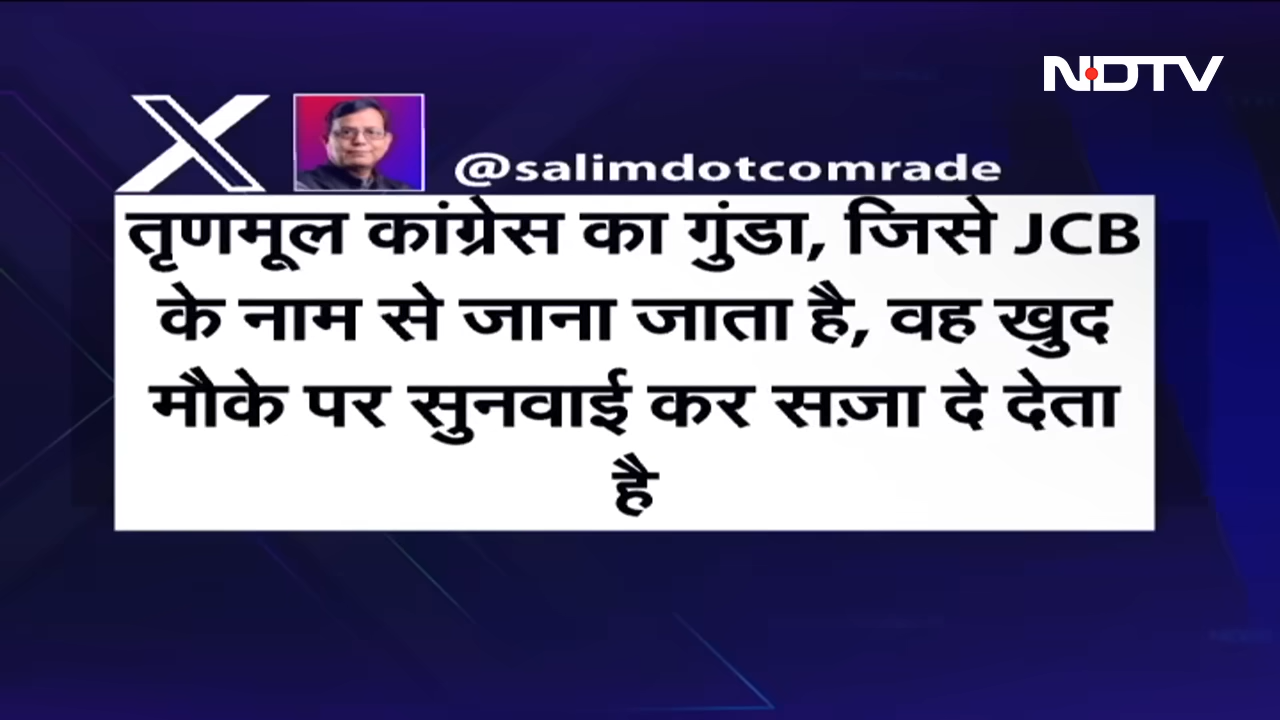 NDTV
@salimdotcomrade
तृणमूल कांग्रेस का गुंडा, जिसे JCB
के नाम से जाना जाता है, वह खुद
मौके पर सुनवाई कर सज़ा दे देता
है